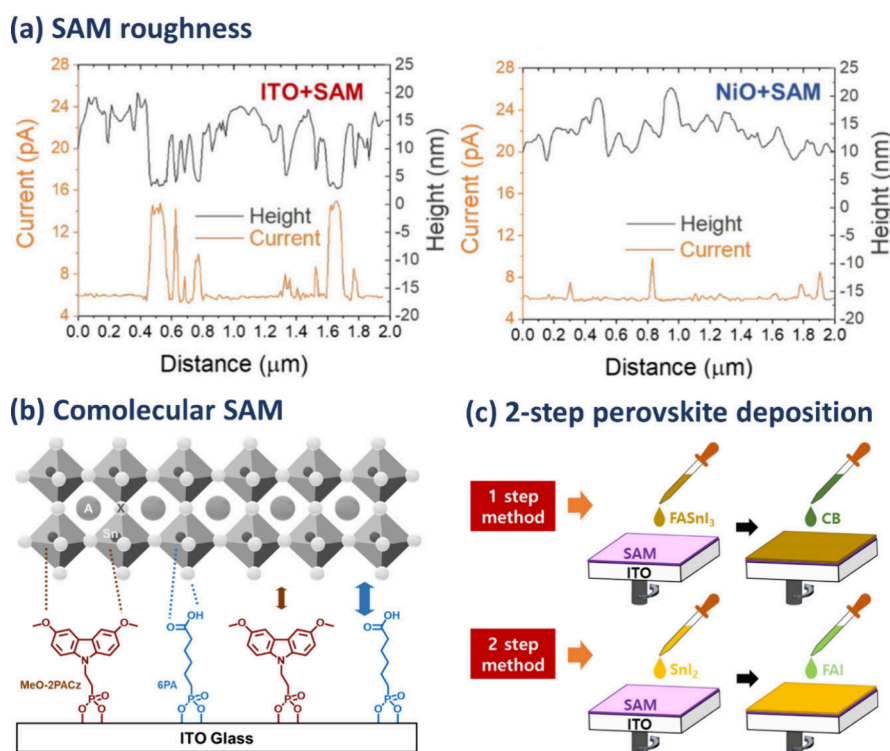 (a) SAM roughness
28
24
20
16
12
8
4
Current (pA)
ITO+SAM
Height
Current
25
20
15
10
5
0
-5
-10
-15
-20
Height (nm)
0.0 0.2 0.4 0.6 0.8 1.0 1.2 1.4 1.6 1.8 2.0
Distance (μm)
28
24
20
16
12
8
4
Current (pA)
NiO+SAM
Height
Current
25
20
15
10
5
0
-5
-10
-15
-20
Height (nm)
0.0 0.2 0.4 0.6 0.8 1.0 1.2 1.4 1.6 1.8 2.0
Distance (μm)
(b) Comolecular SAM
A X
Sn
O OH
O OH
O O
O O
N
N
MeO-2PACz
6PA
P O
P O
P O
P O
O O
O O
O O
O O
ITO Glass
(c) 2-step perovskite deposition
1 step
method
FASnI₃
CB
SAM
ITO
2 step
method
SnI₂
FAI
SAM
ITO